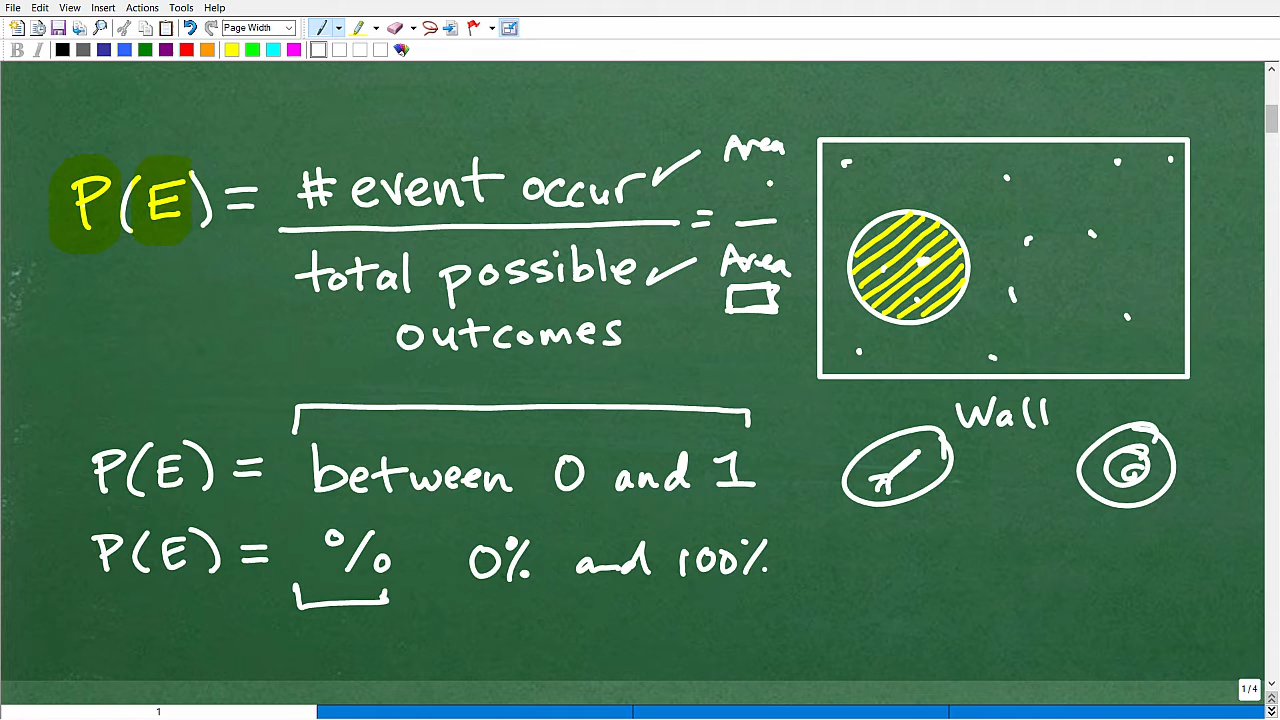 File Edit View Insert Actions Tools Help
Page Width
B I
P(E) = # event occur / total possible outcomes = Area / Area
P(E) = between 0 and 1
P(E) = % 0% and 100%
Wall
1/4
1